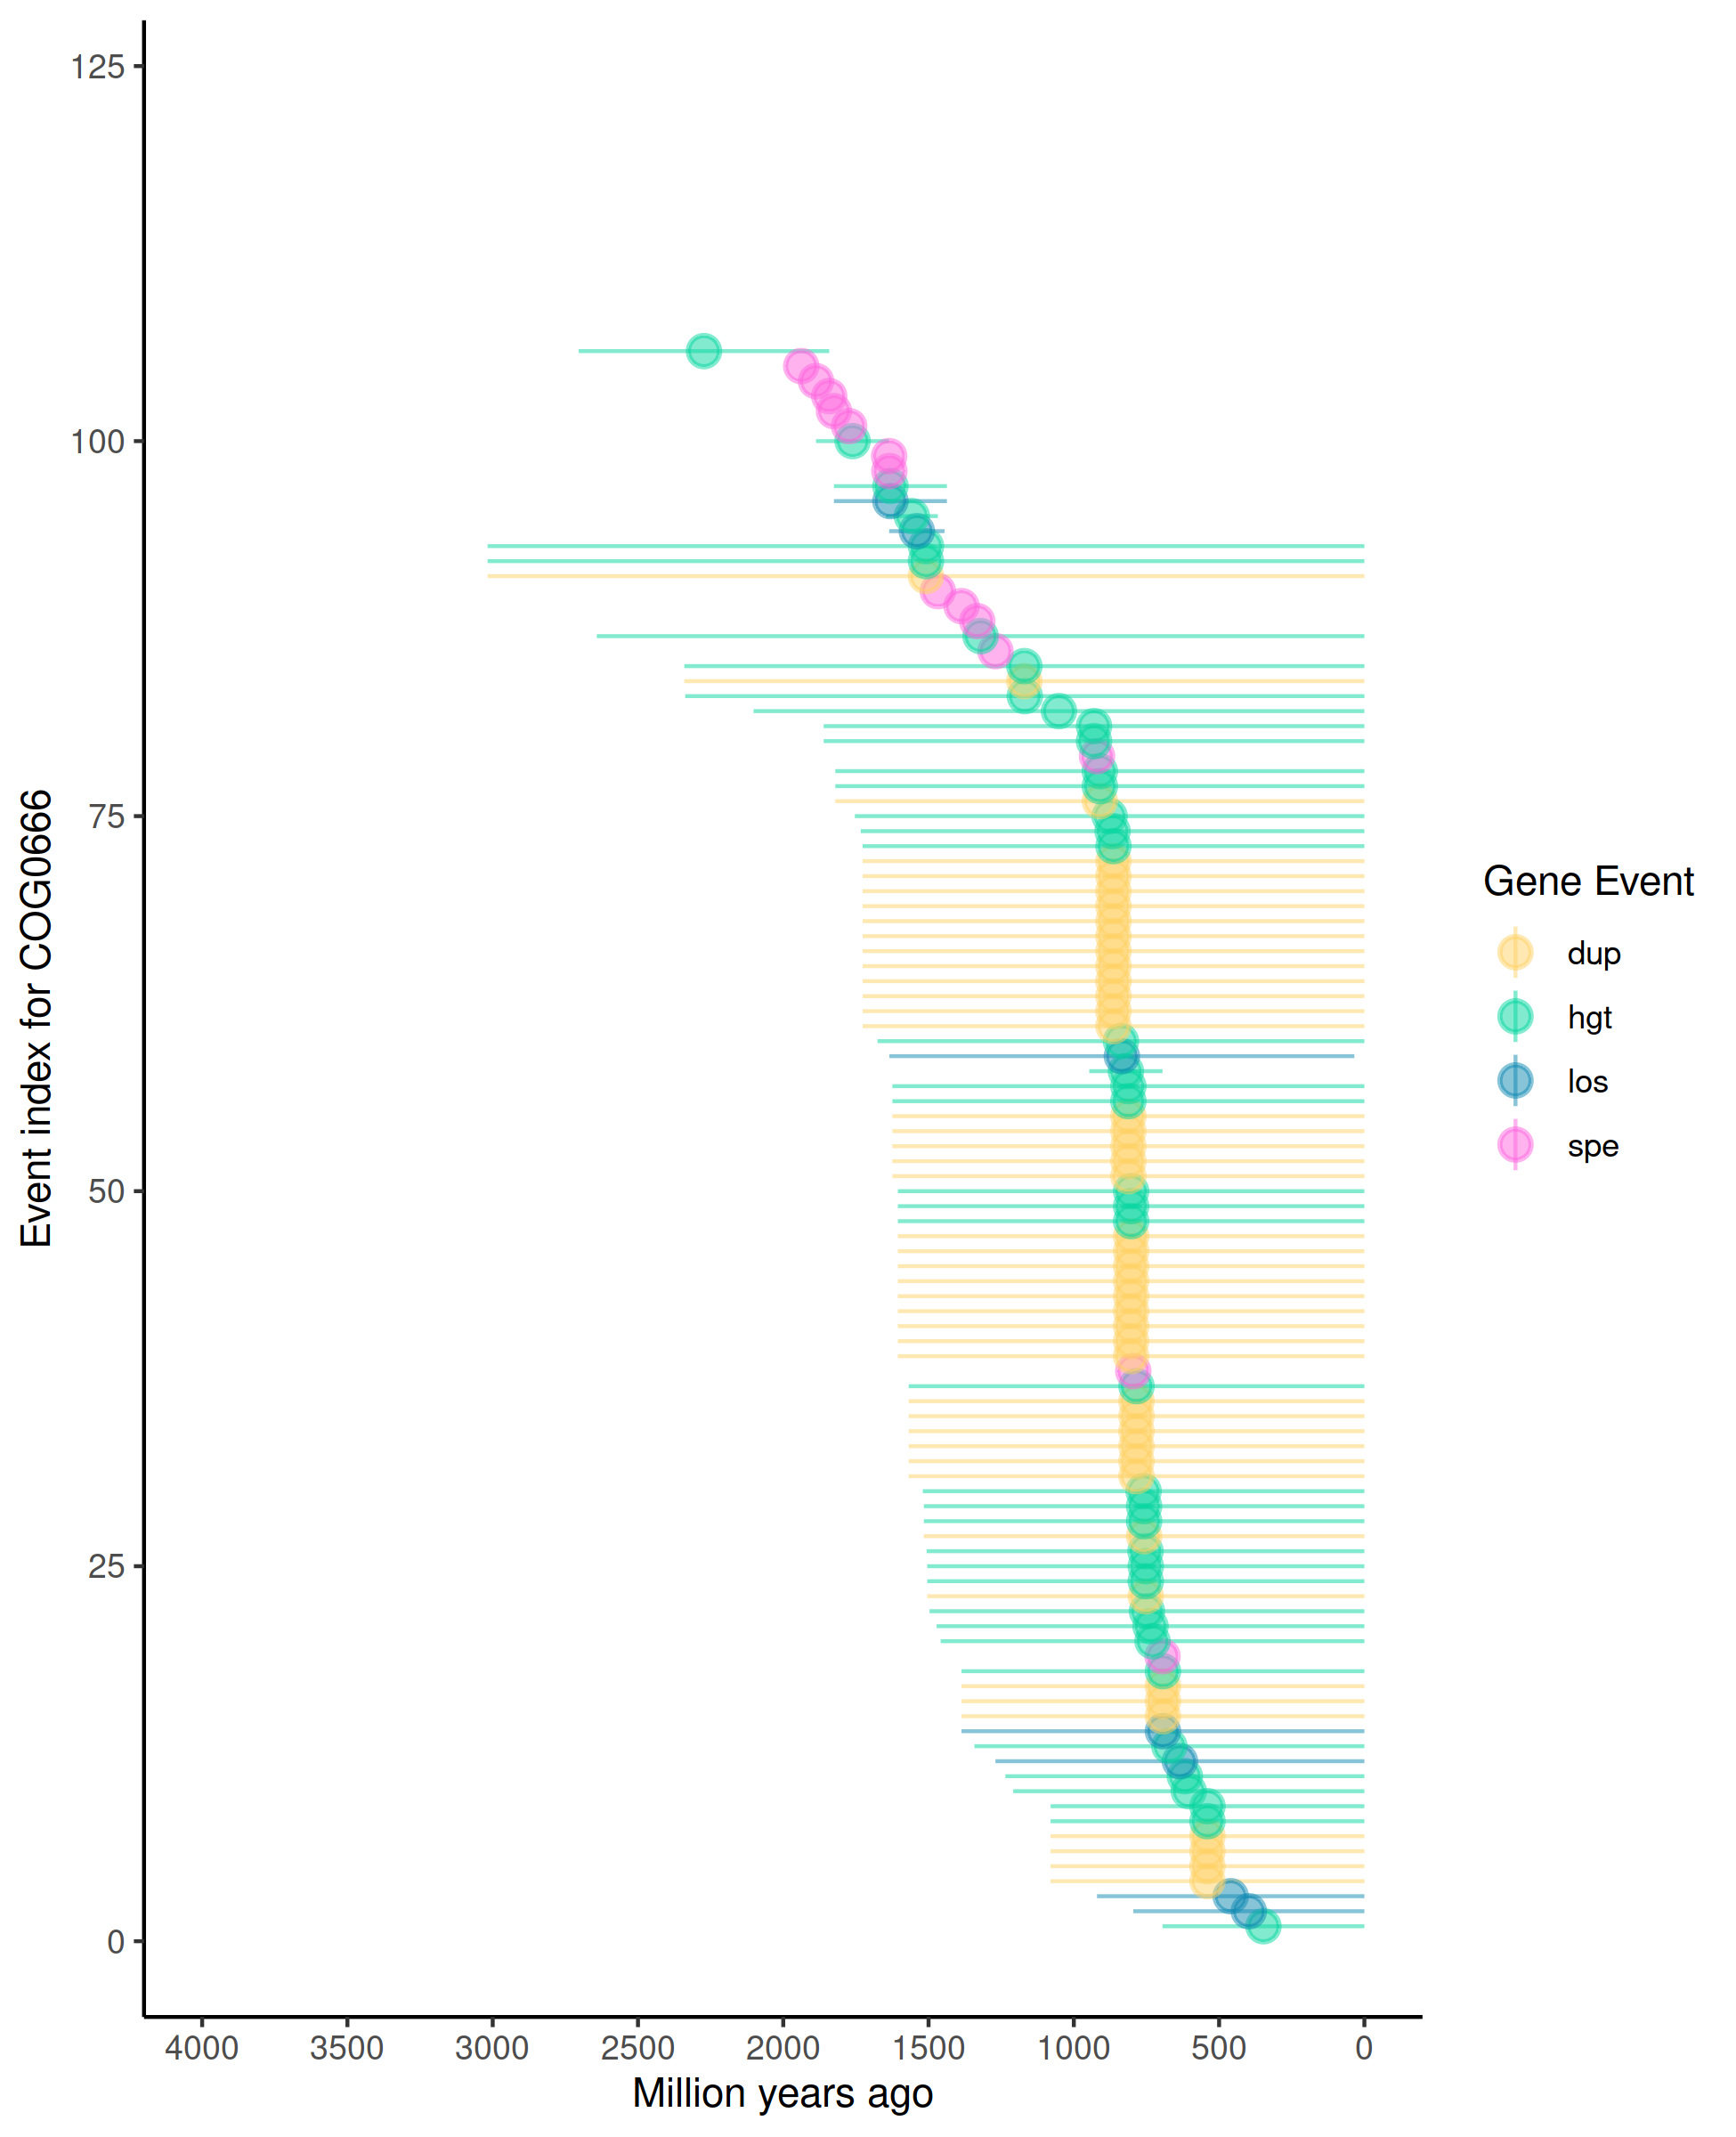 125
100
75
50
25
0
Event index for COG0666
4000 3500 3000 2500 2000 1500 1000 500 0
Million years ago
Gene Event
dup
hgt
los
spe